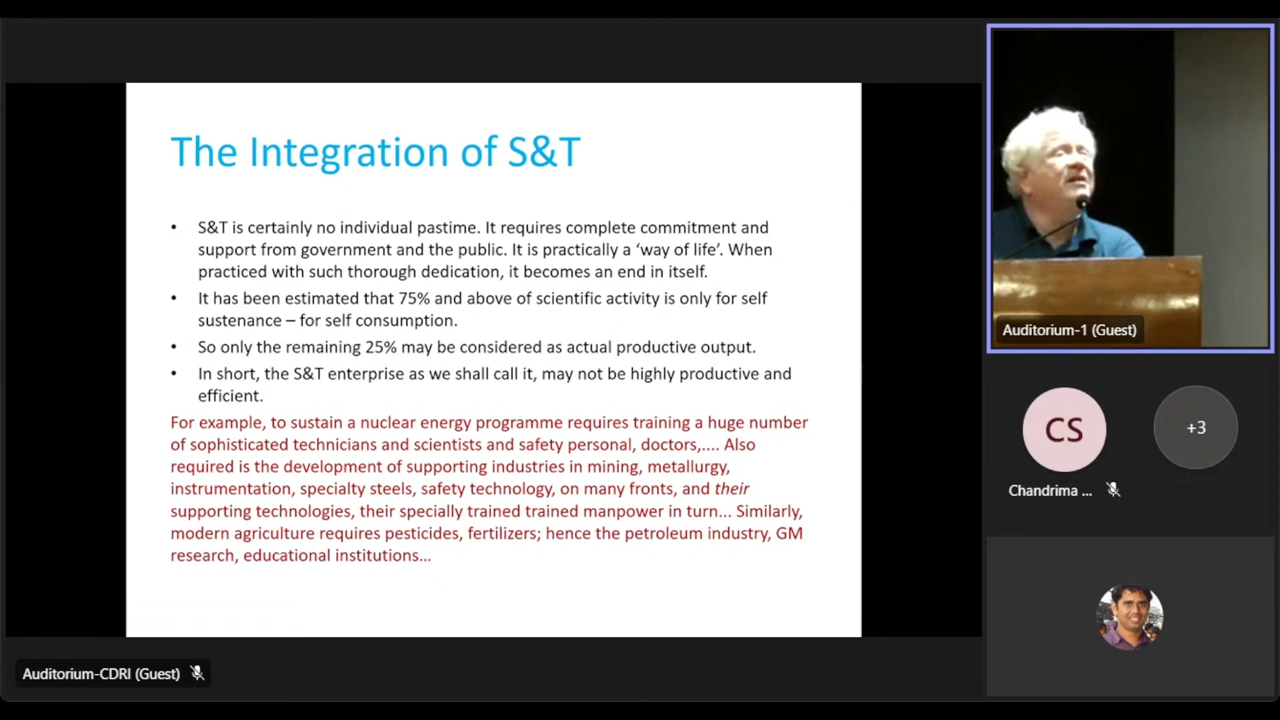 The Integration of S&T
• S&T is certainly no individual pastime. It requires complete commitment and
support from government and the public. It is practically a ‘way of life’. When
practiced with such thorough dedication, it becomes an end in itself.
• It has been estimated that 75% and above of scientific activity is only for self
sustenance – for self consumption.
• So only the remaining 25% may be considered as actual productive output.
• In short, the S&T enterprise as we shall call it, may not be highly productive and
efficient.
For example, to sustain a nuclear energy programme requires training a huge number
of sophisticated technicians and scientists and safety personal, doctors,.... Also
required is the development of supporting industries in mining, metallurgy,
instrumentation, specialty steels, safety technology, on many fronts, and their
supporting technologies, their specially trained trained manpower in turn... Similarly,
modern agriculture requires pesticides, fertilizers; hence the petroleum industry, GM
research, educational institutions…
Auditorium-CDRI (Guest)
Auditorium-1 (Guest)
CS
+3
Chandrima ...